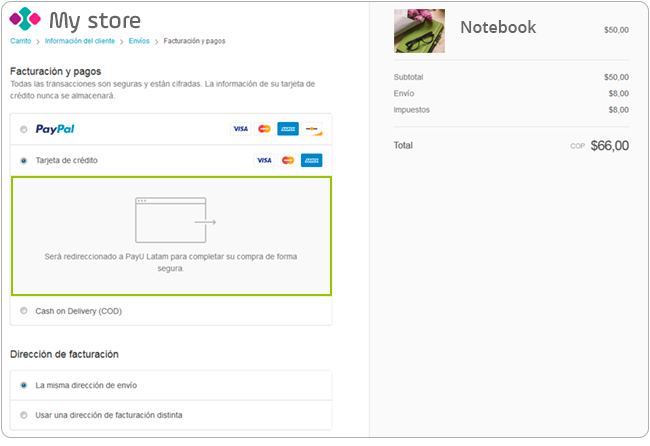 My store
Carrito > Información del cliente > Envíos > Facturación y pagos
Facturación y pagos
Todas las transacciones son seguras y están cifradas. La información de su tarjeta de
crédito nunca se almacenará.
PayPal VISA
Tarjeta de crédito VISA
Será redireccionado a PayU Latam para completar su compra de forma
segura.
Cash on Delivery (COD)
Dirección de facturación
La misma dirección de envío
Usar una dirección de facturación distinta
Notebook $50,00
Subtotal $50,00
Envío $8,00
Impuestos $8,00
Total COP $66,00